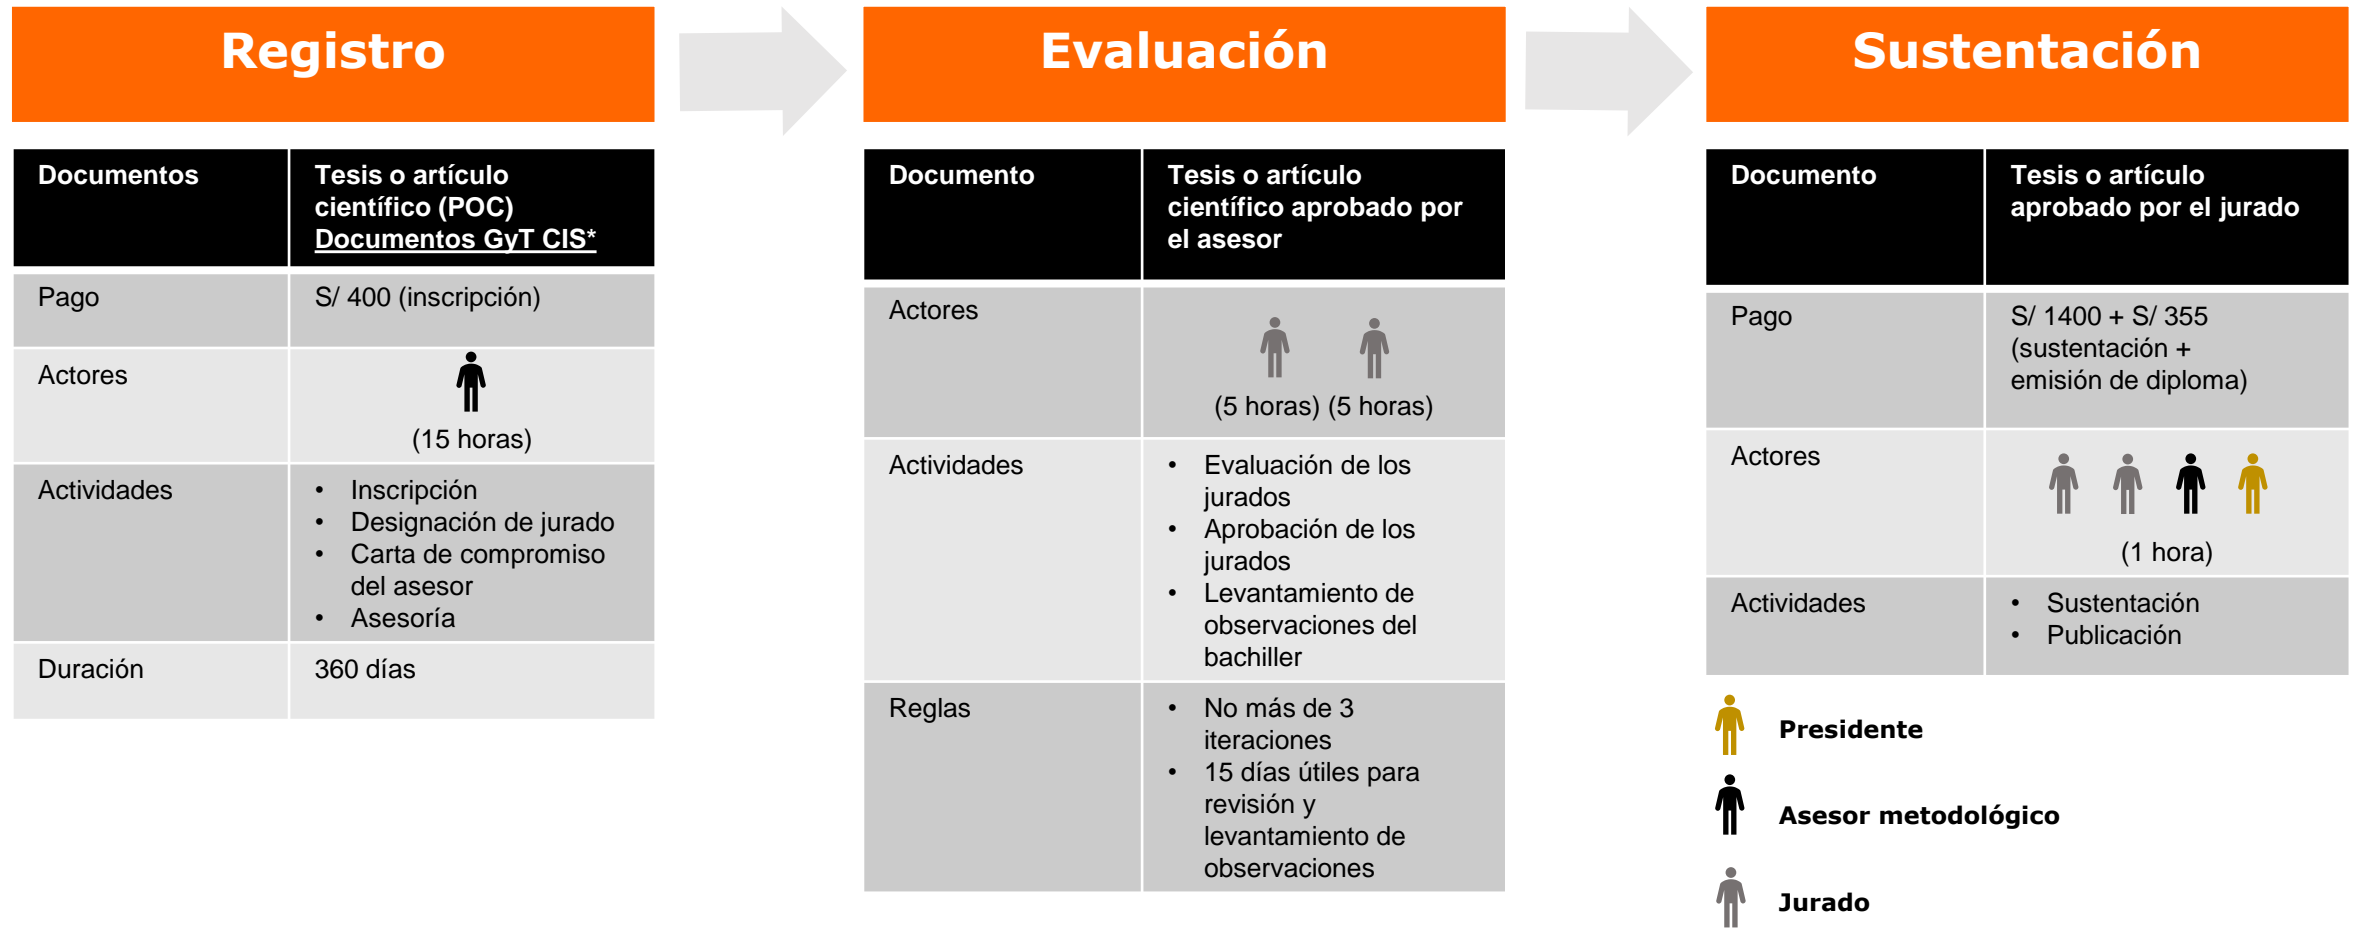 Registro
Documentos
Tesis o artículo
científico (POC)
Documentos GyT CIS*
Pago
S/ 400 (inscripción)
Actores
(15 horas)
Actividades
• Inscripción
• Designación de jurado
• Carta de compromiso
del asesor
• Asesoría
Duración
360 días
Evaluación
Documento
Tesis o artículo
científico aprobado por
el asesor
Actores
(5 horas) (5 horas)
Actividades
• Evaluación de los
jurados
• Aprobación de los
jurados
• Levantamiento de
observaciones del
bachiller
Reglas
• No más de 3
iteraciones
• 15 días útiles para
revisión y
levantamiento de
observaciones
Sustentación
Documento
Tesis o artículo
aprobado por el jurado
Pago
S/ 1400 + S/ 355
(sustentación +
emisión de diploma)
Actores
(1 hora)
Actividades
• Sustentación
• Publicación
Presidente
Asesor metodológico
Jurado